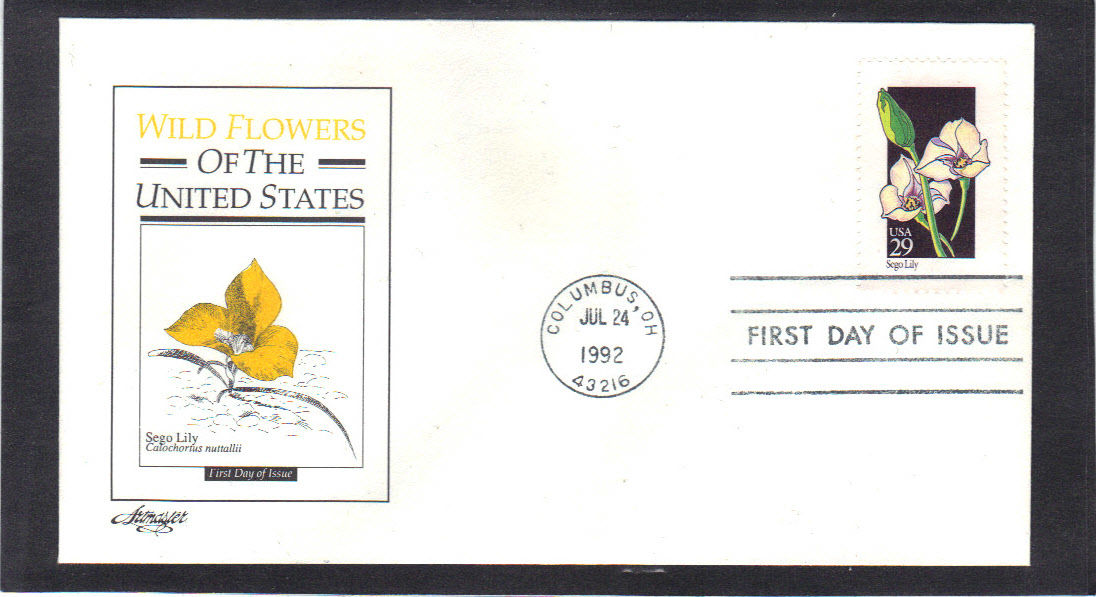 WILD FLOWERS
OF THE
UNITED STATES
Sego Lily
Calochortus nuttallii
First Day of Issue
Artmaster
USA
29
Sego Lily
COLUMBUS, OH
JUL 24
1992
43216
FIRST DAY OF ISSUE